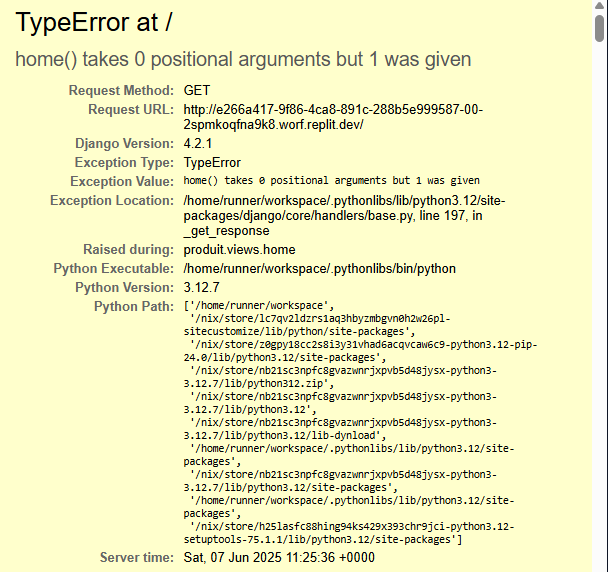 TypeError at /
home() takes 0 positional arguments but 1 was given
Request Method: GET
Request URL: http://e266a417-9f86-4ca8-891c-288b5e999587-00-
2spmkoqfna9k8.worf.replit.dev/
Django Version: 4.2.1
Exception Type: TypeError
Exception Value: home() takes 0 positional arguments but 1 was given
Exception Location: /home/runner/workspace/.pythonlibs/lib/python3.12/site-
packages/django/core/handlers/base.py, line 197, in
_get_response
Raised during: produit.views.home
Python Executable: /home/runner/workspace/.pythonlibs/bin/python
Python Version: 3.12.7
Python Path: ['/home/runner/workspace',
'/nix/store/lc7qv2ldzrs1aq3hbyzmbgvn0h2w26pl-
sitecustomize/lib/python/site-packages',
'/nix/store/z0gpy18cc2s8i3y31vhad6acqvcaw6c9-python3.12-pip-
24.0/lib/python3.12/site-packages',
'/nix/store/nb21sc3npfc8gvazwnrjxpvb5d48jysx-python3-
3.12.7/lib/python312.zip',
'/nix/store/nb21sc3npfc8gvazwnrjxpvb5d48jysx-python3-
3.12.7/lib/python3.12',
'/nix/store/nb21sc3npfc8gvazwnrjxpvb5d48jysx-python3-
3.12.7/lib/python3.12/lib-dynload',
'/home/runner/workspace/.pythonlibs/lib/python3.12/site-
packages',
'/nix/store/nb21sc3npfc8gvazwnrjxpvb5d48jysx-python3-
3.12.7/lib/python3.12/site-packages',
'/home/runner/workspace/.pythonlibs/lib/python3.12/site-
packages',
'/nix/store/h25lasfc88hing94ks429x393chr9jci-python3.12-
setuptools-75.1.1/lib/python3.12/site-packages']
Server time: Sat, 07 Jun 2025 11:25:36 +0000